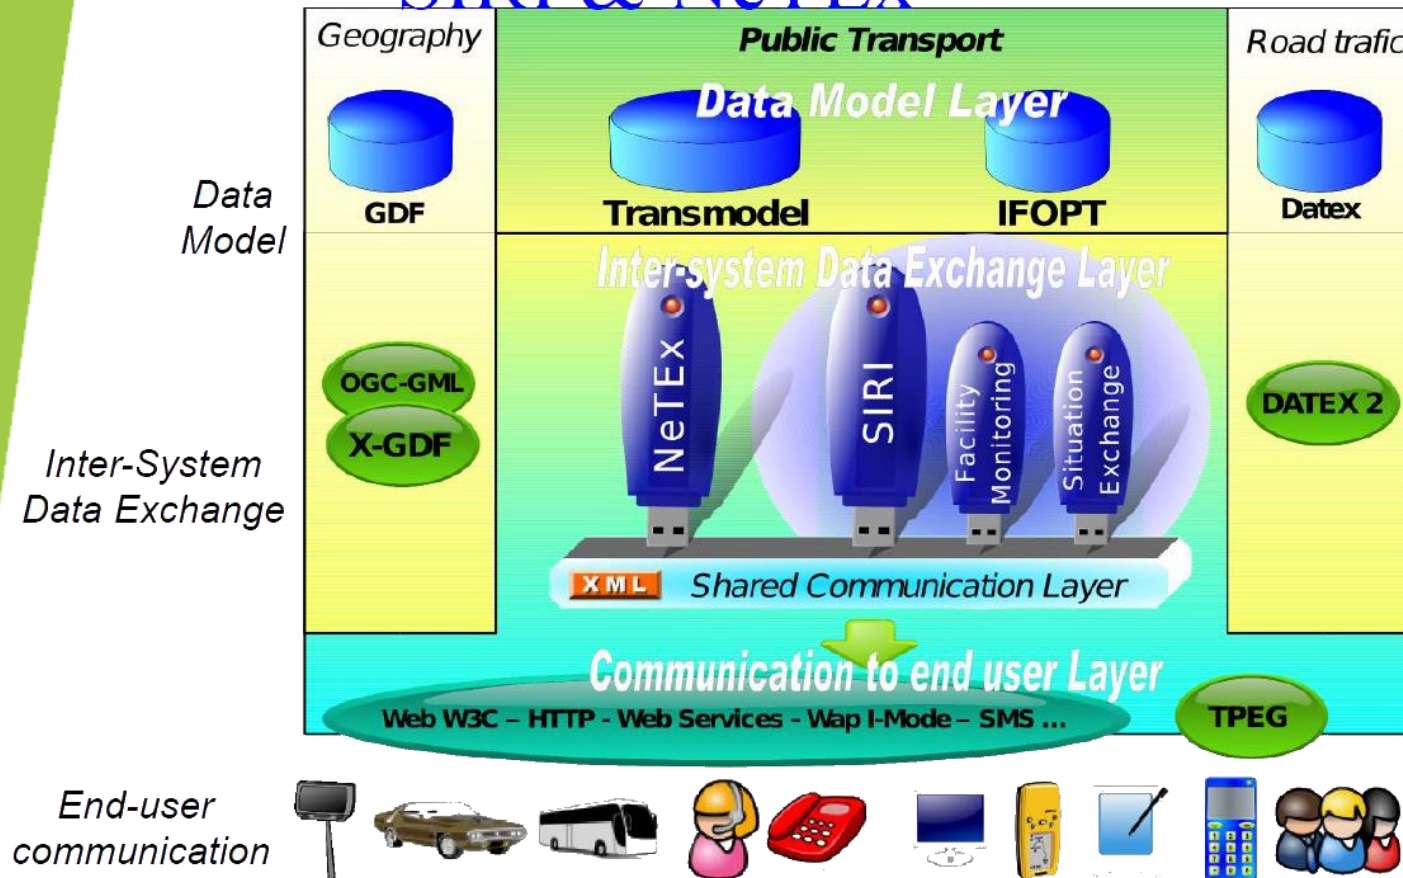 SIRI & NeTEx
Geography
Public Transport
Road trafic
Data Model Layer
Data
Model
GDF
Transmodel
IFOPT
Datex
Inter-system Data Exchange Layer
NeTEx
SIRI
Facility
Monitoring
Situation
Exchange
OGC-GML
X-GDF
DATEX 2
Inter-System
Data Exchange
XML Shared Communication Layer
Communication to end user Layer
Web W3C – HTTP - Web Services - Wap I-Mode – SMS ...
TPEG
End-user
communication